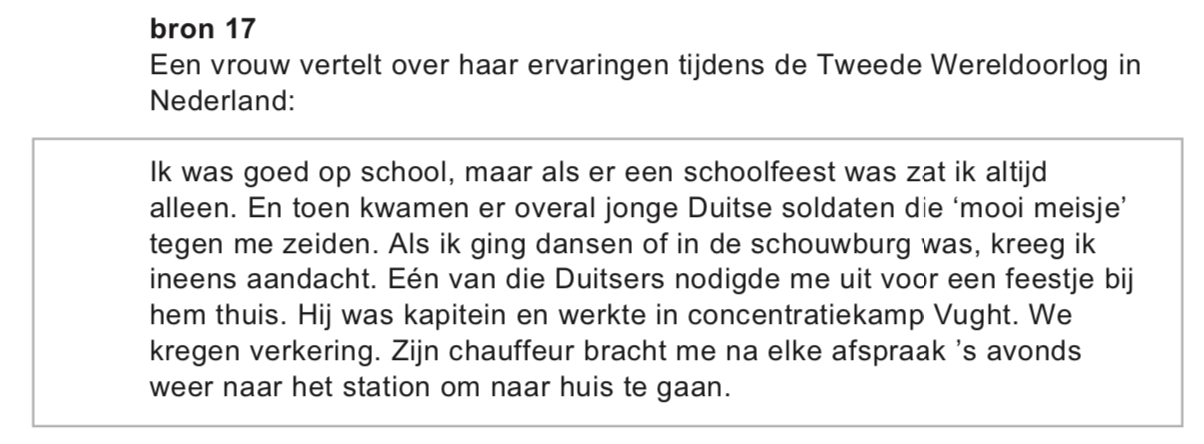 bron 17
Een vrouw vertelt over haar ervaringen tijdens de Tweede Wereldoorlog in
Nederland:
Ik was goed op school, maar als er een schoolfeest was zat ik altijd
alleen. En toen kwamen er overal jonge Duitse soldaten die ‘mooi meisje’
tegen me zeiden. Als ik ging dansen of in de schouwburg was, kreeg ik
ineens aandacht. Eén van die Duitsers nodigde me uit voor een feestje bij
hem thuis. Hij was kapitein en werkte in concentratiekamp Vught. We
kregen verkering. Zijn chauffeur bracht me na elke afspraak ’s avonds
weer naar het station om naar huis te gaan.